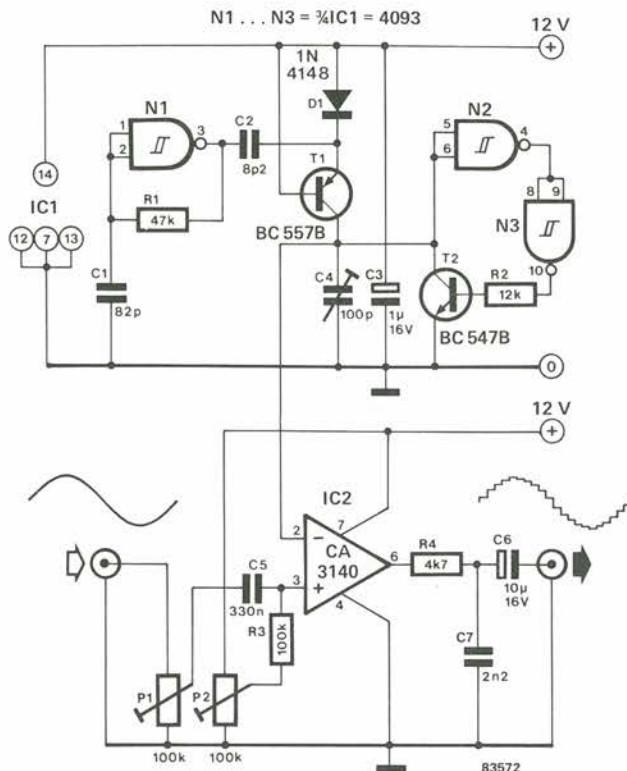 N1 . . . N3 = ¾IC1 = 4093
12 V
+
1N
4148
D1
N1
1
2
3
C2
8p2
N2
5
6
4
T1
14
IC1
12 7 13
R1
47k
BC 557B
8 9
N3
10
T2
R2
12k
C1
82p
C4
100p
C3
1µ
16V
BC 547B
0
12 V
+
IC2
2
−
7
CA
3140
3
+
4
6
R4
4k7
C6
10µ
16V
C5
330n
R3
100k
C7
2n2
P1
P2
100k
100k
83572